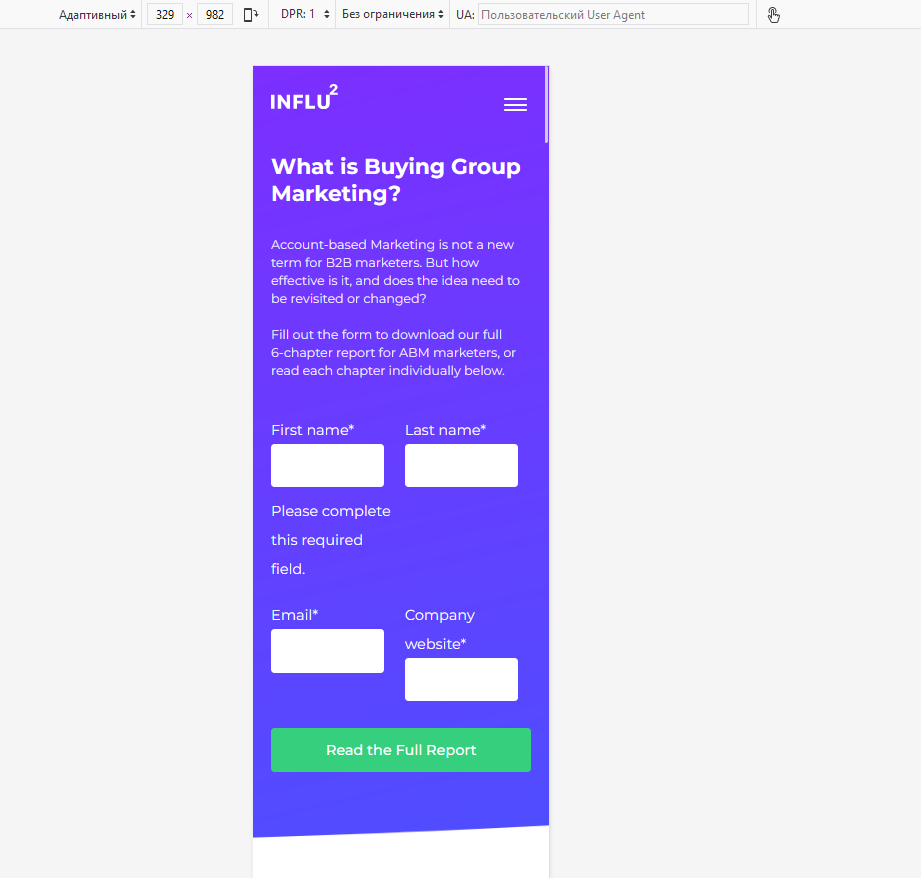 Адаптивный 329 × 982 DPR: 1 Без ограничения UA: Пользовательский User Agent
INFLU2
What is Buying Group
Marketing?
Account-based Marketing is not a new
term for B2B marketers. But how
effective is it, and does the idea need to
be revisited or changed?
Fill out the form to download our full
6-chapter report for ABM marketers, or
read each chapter individually below.
First name* Last name*
Please complete
this required
field.
Email* Company
website*
Read the Full Report